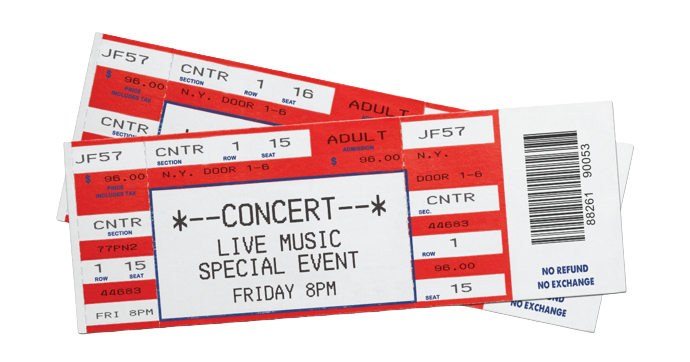 JF57
$ 96.00
PRICE
INCLUDES TAX
CNTR
CNTR 1 16
SECTION ROW SEAT
N.Y. DOOR 1-6
ADULT
JF57
$ 96.00
PRICE
INCLUDES TAX
CNTR
SECTION
77PN2
1 15
ROW SEAT
44683
FRI 8PM
CNTR 1 15
SECTION ROW SEAT
N.Y. DOOR 1-6
ADULT
ADMISSION
$ 96.00
*--CONCERT--*
LIVE MUSIC
SPECIAL EVENT
FRIDAY 8PM
JF57
N.Y.
DOOR 1-6
CNTR
SEC.
44683
1
ROW
96.00
15
SEAT
88261 90053
NO REFUND
NO EXCHANGE